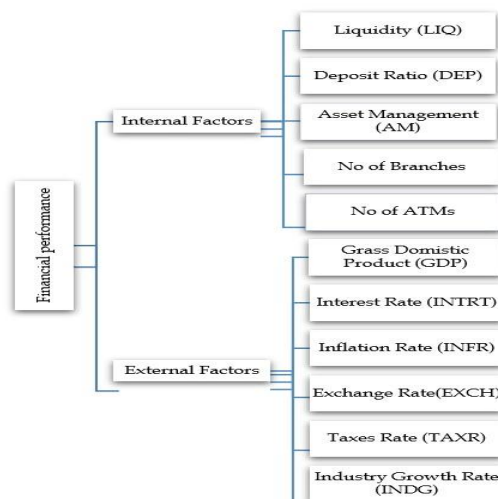 Liquidity (LIQ)
Deposit Ratio (DEP)
Internal Factors
Asset Management
(AM)
No of Branches
No of ATMs
Financial performance
Grass Domistic
Product (GDP)
Interest Rate (INTRT)
Inflation Rate (INFR)
External Factors
Exchange Rate(EXCH)
Taxes Rate (TAXR)
Industry Growth Rate
(INDG)